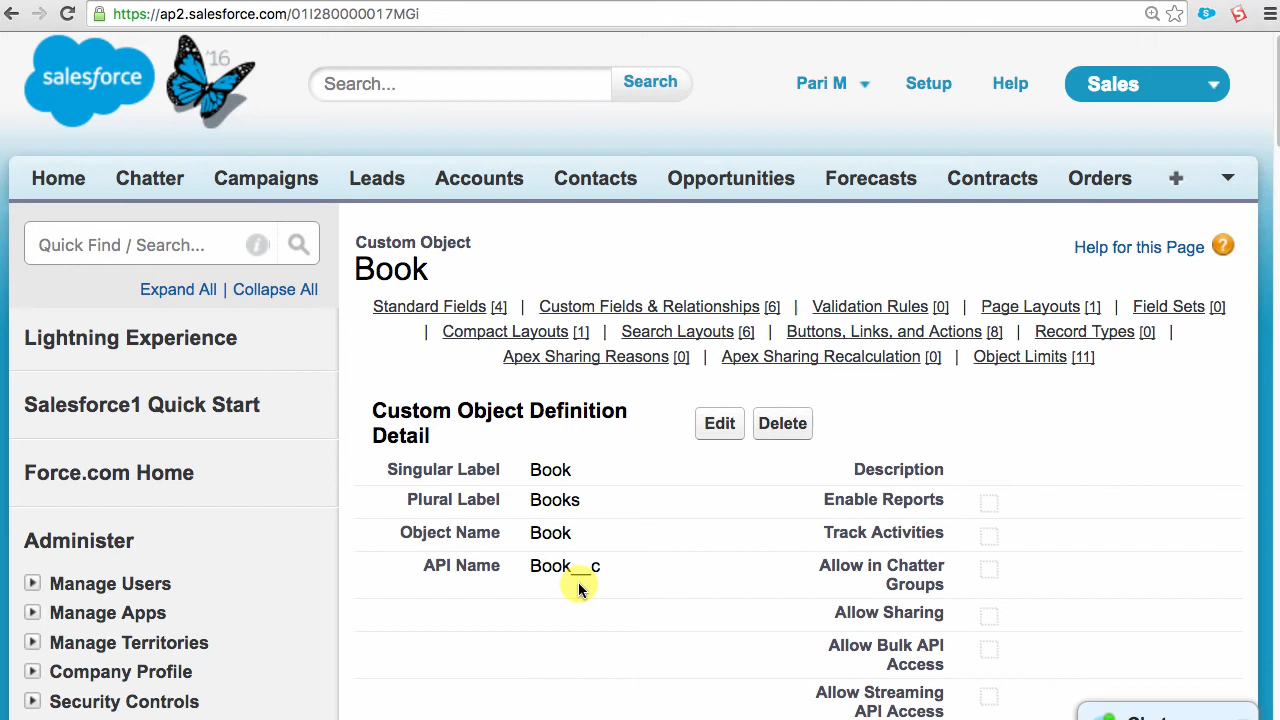 https://ap2.salesforce.com/01I280000017MGi
salesforce
'16
Search...
Search
Pari M
Setup
Help
Sales
Home Chatter Campaigns Leads Accounts Contacts Opportunities Forecasts Contracts Orders +
Quick Find / Search...
Expand All | Collapse All
Lightning Experience
Salesforce1 Quick Start
Force.com Home
Administer
Manage Users
Manage Apps
Manage Territories
Company Profile
Security Controls
Custom Object
Book
Help for this Page ?
Standard Fields [4] | Custom Fields & Relationships [6] | Validation Rules [0] | Page Layouts [1] | Field Sets [0]
| Compact Layouts [1] | Search Layouts [6] | Buttons, Links, and Actions [8] | Record Types [0] |
Apex Sharing Reasons [0] | Apex Sharing Recalculation [0] | Object Limits [11]
Custom Object Definition
Detail
Edit
Delete
Singular Label Book Description
Plural Label Books Enable Reports
Object Name Book Track Activities
API Name Book__c Allow in Chatter
Groups
Allow Sharing
Allow Bulk API
Access
Allow Streaming
API Access